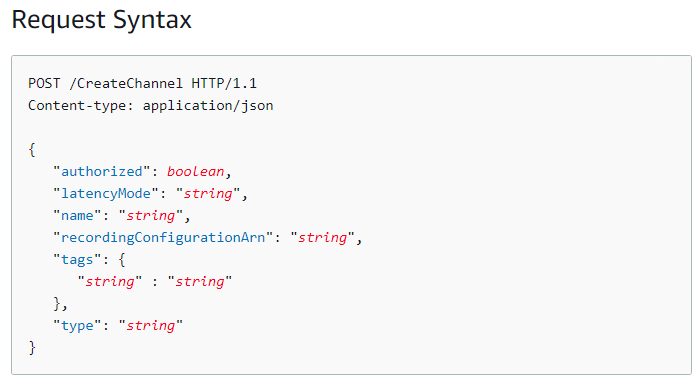 Request Syntax
POST /CreateChannel HTTP/1.1
Content-type: application/json
{
"authorized": boolean,
"latencyMode": "string",
"name": "string",
"recordingConfigurationArn": "string",
"tags": {
"string" : "string"
},
"type": "string"
}